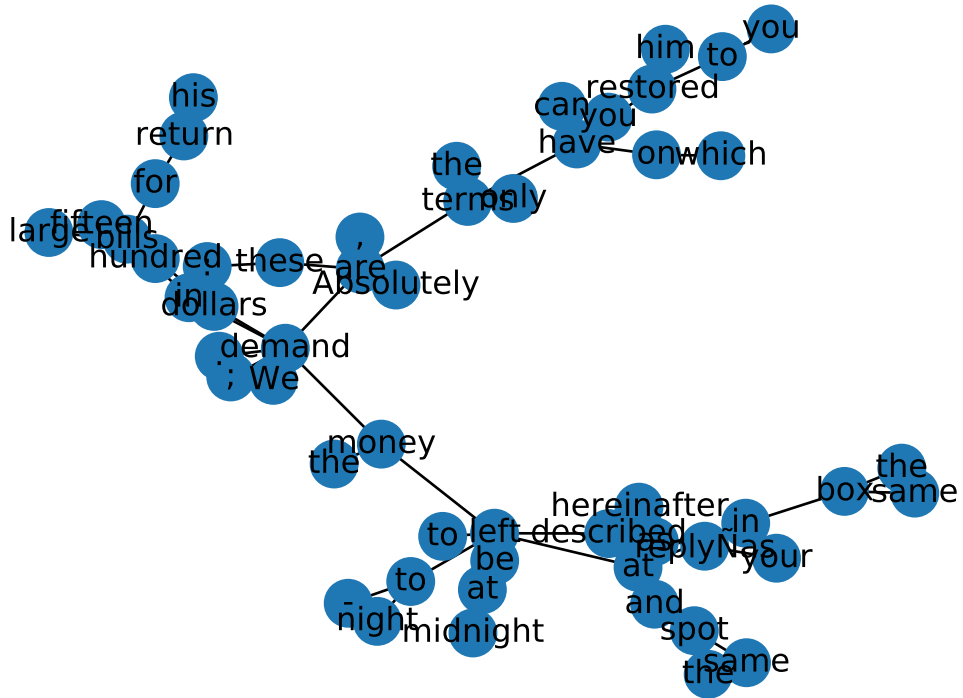 you
him
to
restored
his
can
you
return
have
on
which
the
for
terms
only
fifteen
large
bills
,
hundred
:
these
are
Absolutely
in
dollars
demand
.
;
We
money
the
the
box
same
hereinafter
in
to
left
described
as
replyÑas
your
be
at
to
at
-
and
night
midnight
spot
same
the